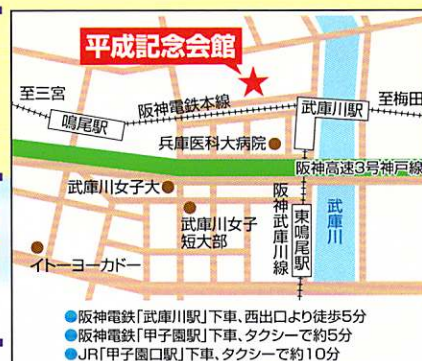 平成記念会館
至三宮
阪神電鉄本線
武庫川駅
至梅田
鳴尾駅
兵庫医科大病院
阪神高速3号神戸線
武庫川女子大
武庫川女子
短大部
阪神武庫川線
東鳴尾駅
武庫川
イトーヨーカドー
●阪神電鉄「武庫川駅」下車、西出口より徒歩5分
●阪神電鉄「甲子園駅」下車、タクシーで約5分
●JR「甲子園口駅」下車、タクシーで約10分